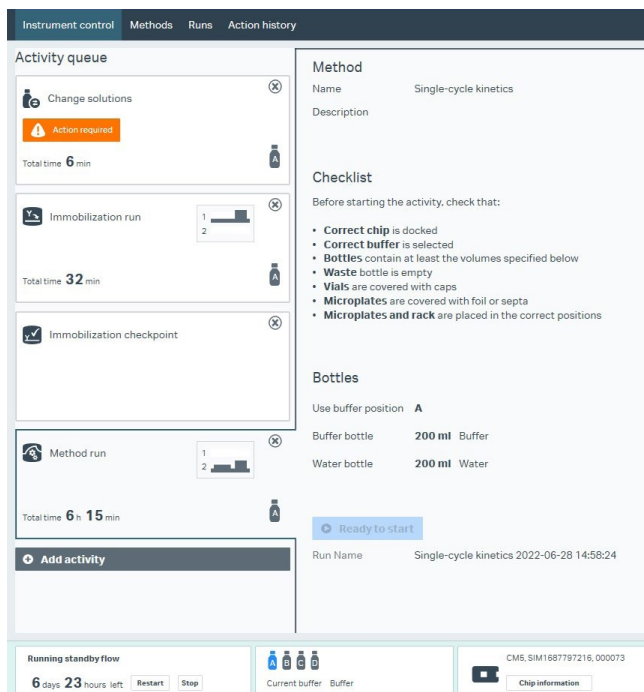 Instrument control Methods Runs Action history
Activity queue
Change solutions
Action required
Total time 6 min
A
Immobilization run
1
2
Total time 32 min
A
Immobilization checkpoint
Method run
1
2
Total time 6 h 15 min
A
Add activity
Method
Name Single-cycle kinetics
Description
Checklist
Before starting the activity, check that:
• Correct chip is docked
• Correct buffer is selected
• Bottles contain at least the volumes specified below
• Waste bottle is empty
• Vials are covered with caps
• Microplates are covered with foil or septa
• Microplates and rack are placed in the correct positions
Bottles
Use buffer position A
Buffer bottle 200 ml Buffer
Water bottle 200 ml Water
Ready to start
Run Name Single-cycle kinetics 2022-06-28 14:58:24
Running standby flow
6 days 23 hours left Restart Stop
A B C D
Current buffer Buffer
CM5, SIM1687797216, 000073
Chip information